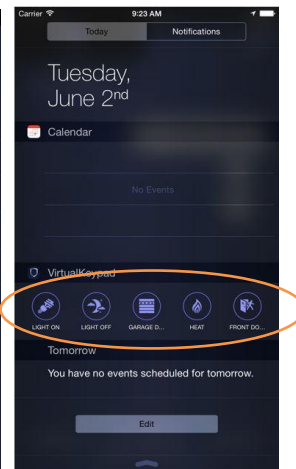 Carrier 9:23 AM
Today Notifications
Tuesday,
June 2nd
Calendar
No Events
VirtualKeypad
LIGHT ON LIGHT OFF GARAGE D... HEAT FRONT DO...
Tomorrow
You have no events scheduled for tomorrow.
Edit